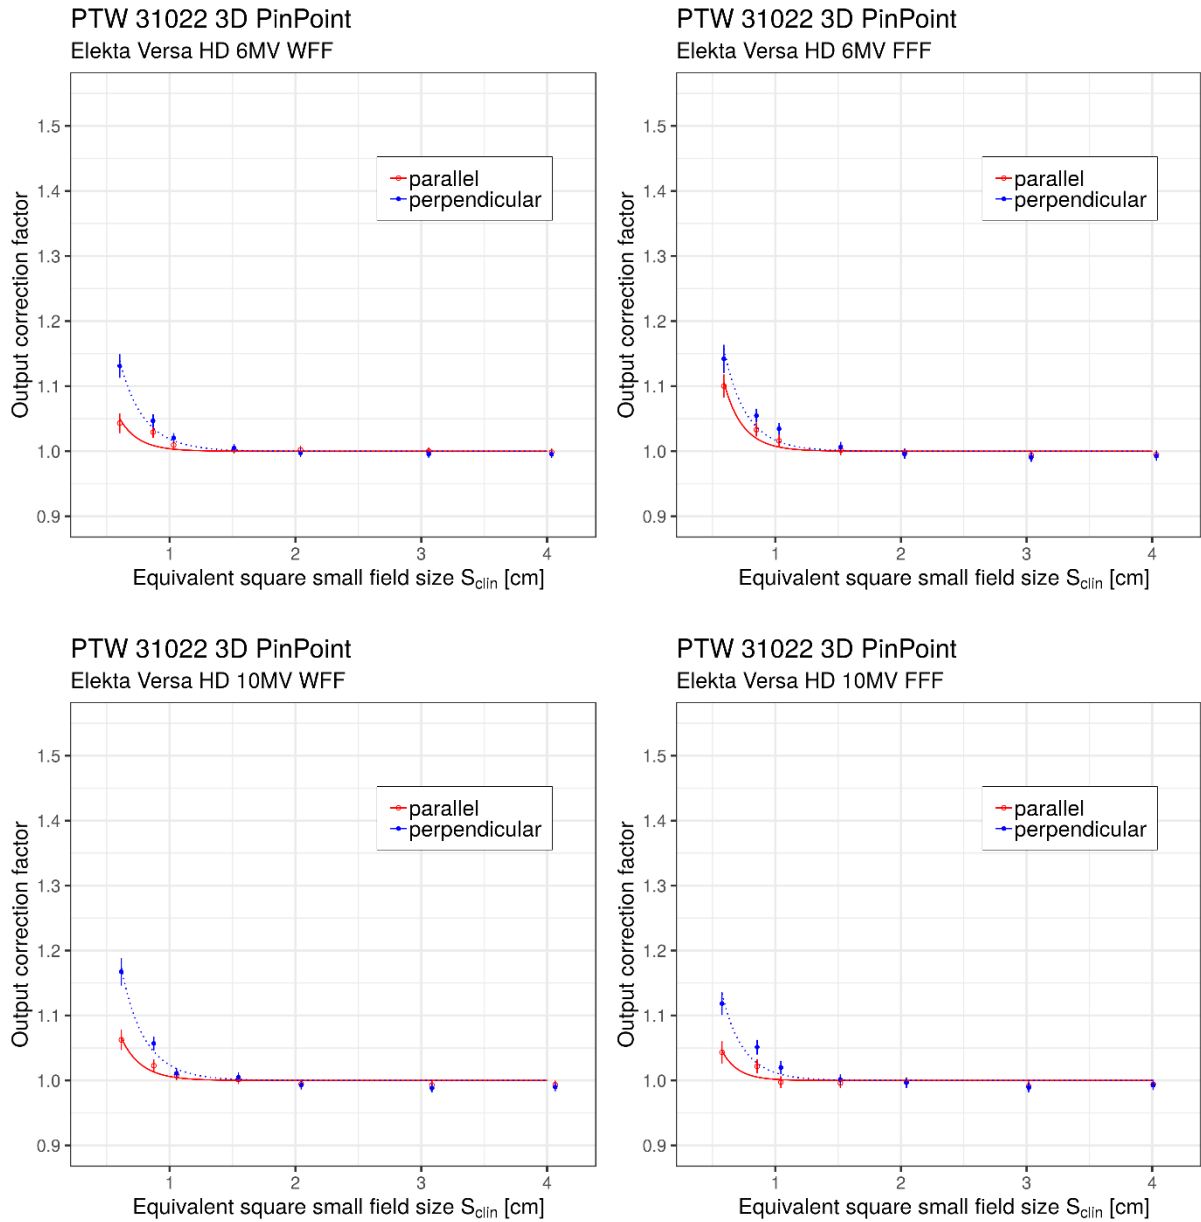 PTW 31022 3D PinPoint
Elekta Versa HD 6MV WFF
Output correction factor
1.5
1.4
1.3
1.2
1.1
1.0
0.9
parallel
perpendicular
1 2 3 4
Equivalent square small field size Sclin [cm]
PTW 31022 3D PinPoint
Elekta Versa HD 6MV FFF
Output correction factor
1.5
1.4
1.3
1.2
1.1
1.0
0.9
parallel
perpendicular
1 2 3 4
Equivalent square small field size Sclin [cm]
PTW 31022 3D PinPoint
Elekta Versa HD 10MV WFF
Output correction factor
1.5
1.4
1.3
1.2
1.1
1.0
0.9
parallel
perpendicular
1 2 3 4
Equivalent square small field size Sclin [cm]
PTW 31022 3D PinPoint
Elekta Versa HD 10MV FFF
Output correction factor
1.5
1.4
1.3
1.2
1.1
1.0
0.9
parallel
perpendicular
1 2 3 4
Equivalent square small field size Sclin [cm]